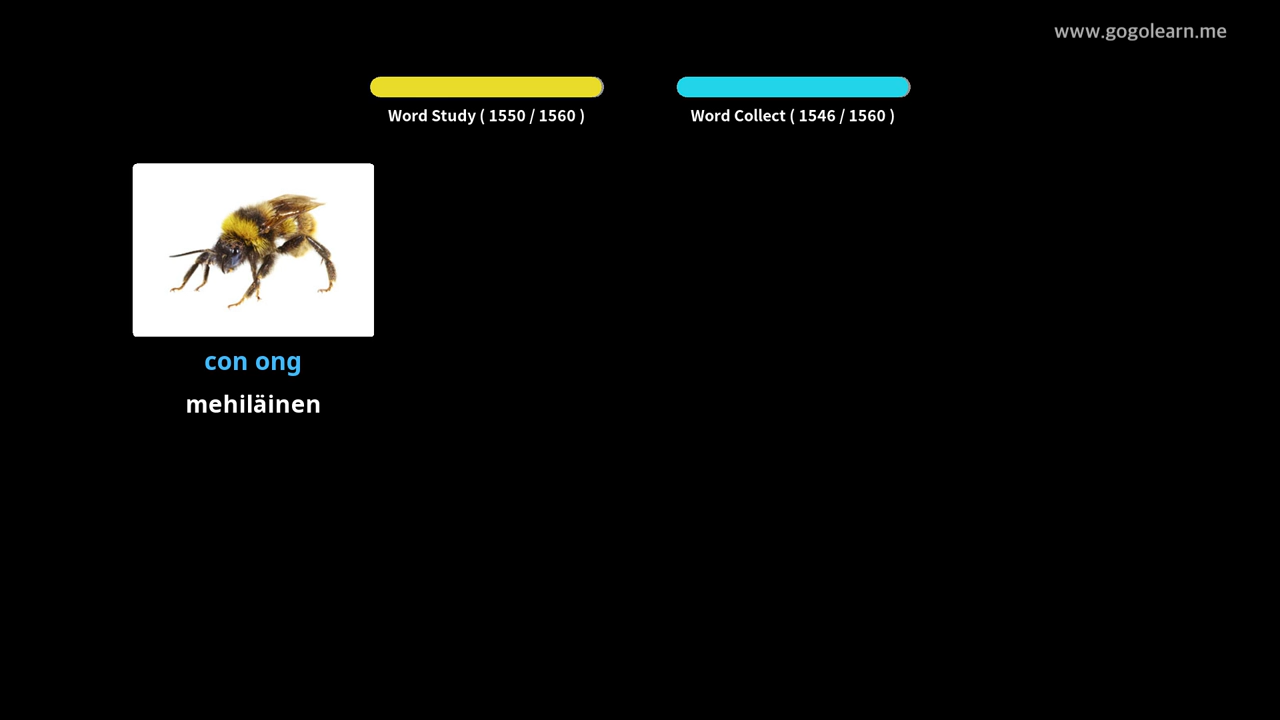 www.gogolearn.me
Word Study ( 1550 / 1560 )
Word Collect ( 1546 / 1560 )
con ong
mehiläinen